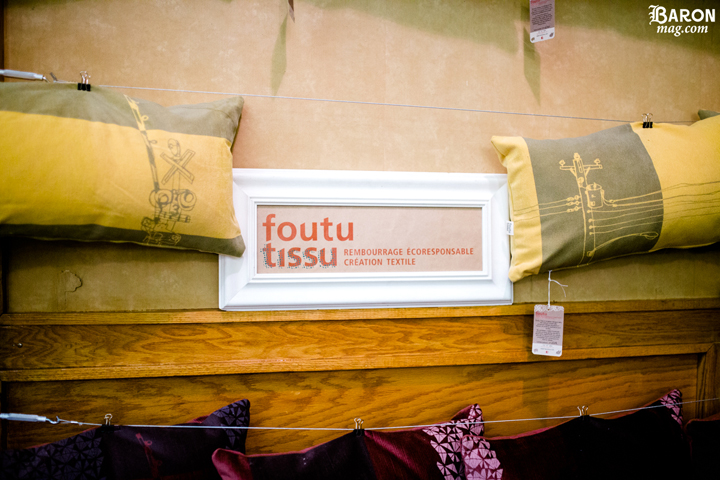 BARON
mag.com
foutu
tissu
REMBOURRAGE ÉCORESPONSABLE
CRÉATION TEXTILE